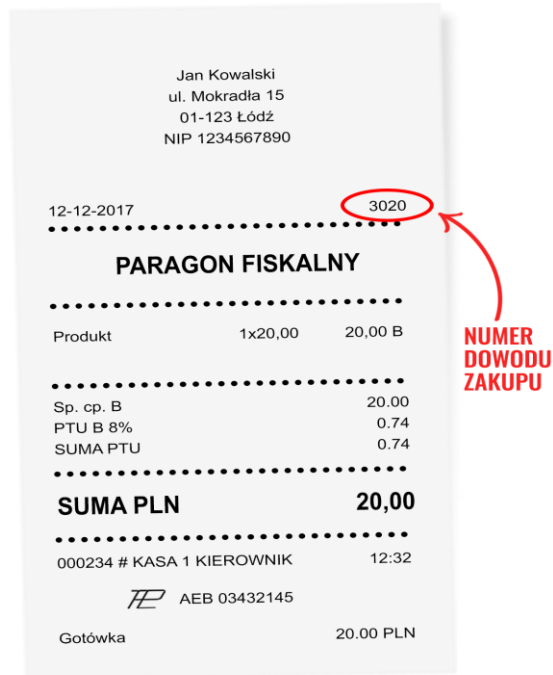 Jan Kowalski
ul. Mokradła 15
01-123 Łódź
NIP 1234567890
12-12-2017 3020
PARAGON FISKALNY
Produkt 1x20,00 20,00 B
Sp. cp. B 20.00
PTU B 8% 0.74
SUMA PTU 0.74
SUMA PLN 20,00
000234 # KASA 1 KIEROWNIK 12:32
AEB 03432145
Gotówka 20.00 PLN
NUMER
DOWODU
ZAKUPU